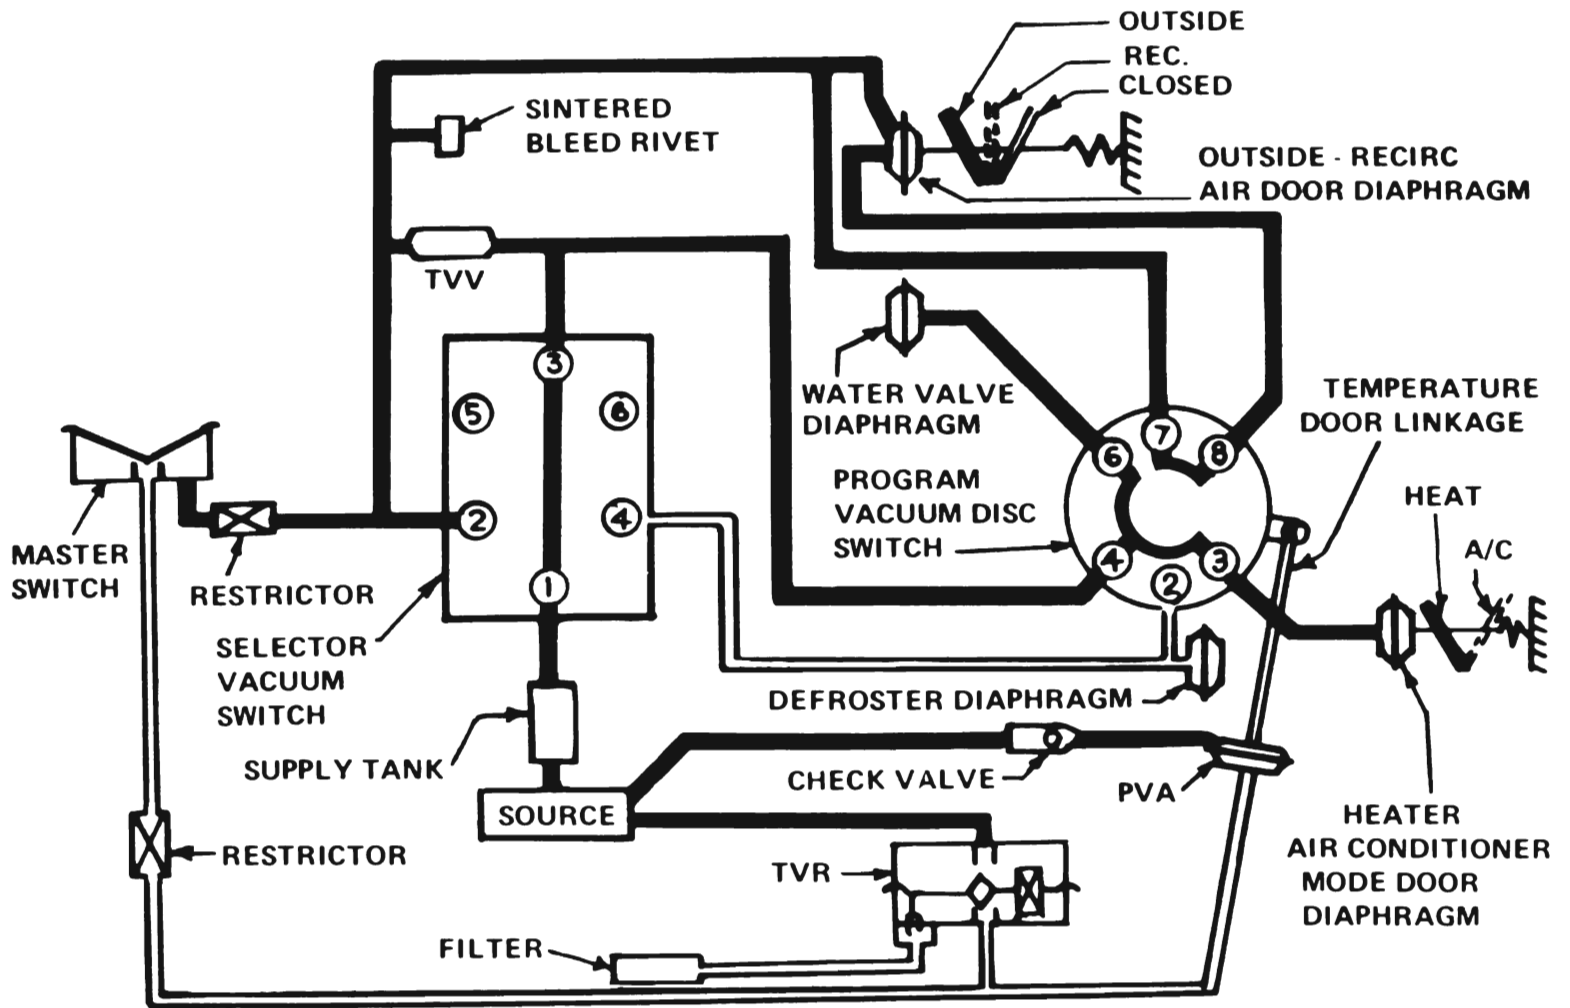 OUTSIDE
REC.
CLOSED
SINTERED
BLEED RIVET
OUTSIDE - RECIRC
AIR DOOR DIAPHRAGM
TVV
3
5
6
2
4
1
WATER VALVE
DIAPHRAGM
TEMPERATURE
DOOR LINKAGE
7
6
8
4
3
2
PROGRAM
VACUUM DISC
SWITCH
HEAT
A/C
MASTER
SWITCH
RESTRICTOR
SELECTOR
VACUUM
SWITCH
DEFROSTER DIAPHRAGM
SUPPLY TANK
CHECK VALVE
PVA
SOURCE
HEATER
AIR CONDITIONER
MODE DOOR
DIAPHRAGM
RESTRICTOR
TVR
FILTER